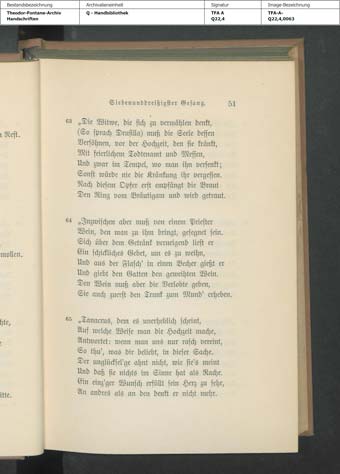 Bestandsbezeichnung Archivalieneinheit Signatur Image-Bezeichnung
Theodor-Fontane-Archiv Q - Handbibliothek TFA A TFA-A-
Handschriften Q22,4 Q22,4,0063
Siebenunddreißigster Gesang. 51
63 „Die Witwe, die sich zu vermählen denkt,
(So sprach Drusilla) muß die Seele dessen
Versöhnen, vor der Hochzeit, den sie kränkt,
Mit feierlichem Todtenamt und Messen,
Und zwar im Tempel, wo man ihn versenkt;
Sonst würde nie die Kränkung ihr vergessen.
Nach diesem Opfer erst empfängt die Braut
Den Ring vom Bräutigam und wird getraut.
64 „Inzwischen aber muß von einem Priester
Wein, den man zu ihm bringt, gesegnet sein.
Sich über dem Getränk verneigend liest er
Ein schickliches Gebet, um es zu weihn,
Und aus der Flasch' in einen Becher gießt er
Und giebt den Gatten den geweihten Wein.
Den Wein muß aber die Verlobte geben,
Sie auch zuerst den Trunk zum Mund' erheben.
65 „Tanacrus, dem es unerheblich scheint,
Auf welche Weise man die Hochzeit mache,
Antwortet: wenn man uns nur rasch vereint,
So thu', was dir beliebt, in dieser Sache.
Der unglücksel'ge ahnt nicht, wie sie's meint
Und daß sie nichts im Sinne hat als Rache.
Ein einz'ger Wunsch erfüllt sein Herz zu sehr,
An andres als an den denkt er nicht mehr.
n Rest.
mollen.
hte,
itte.